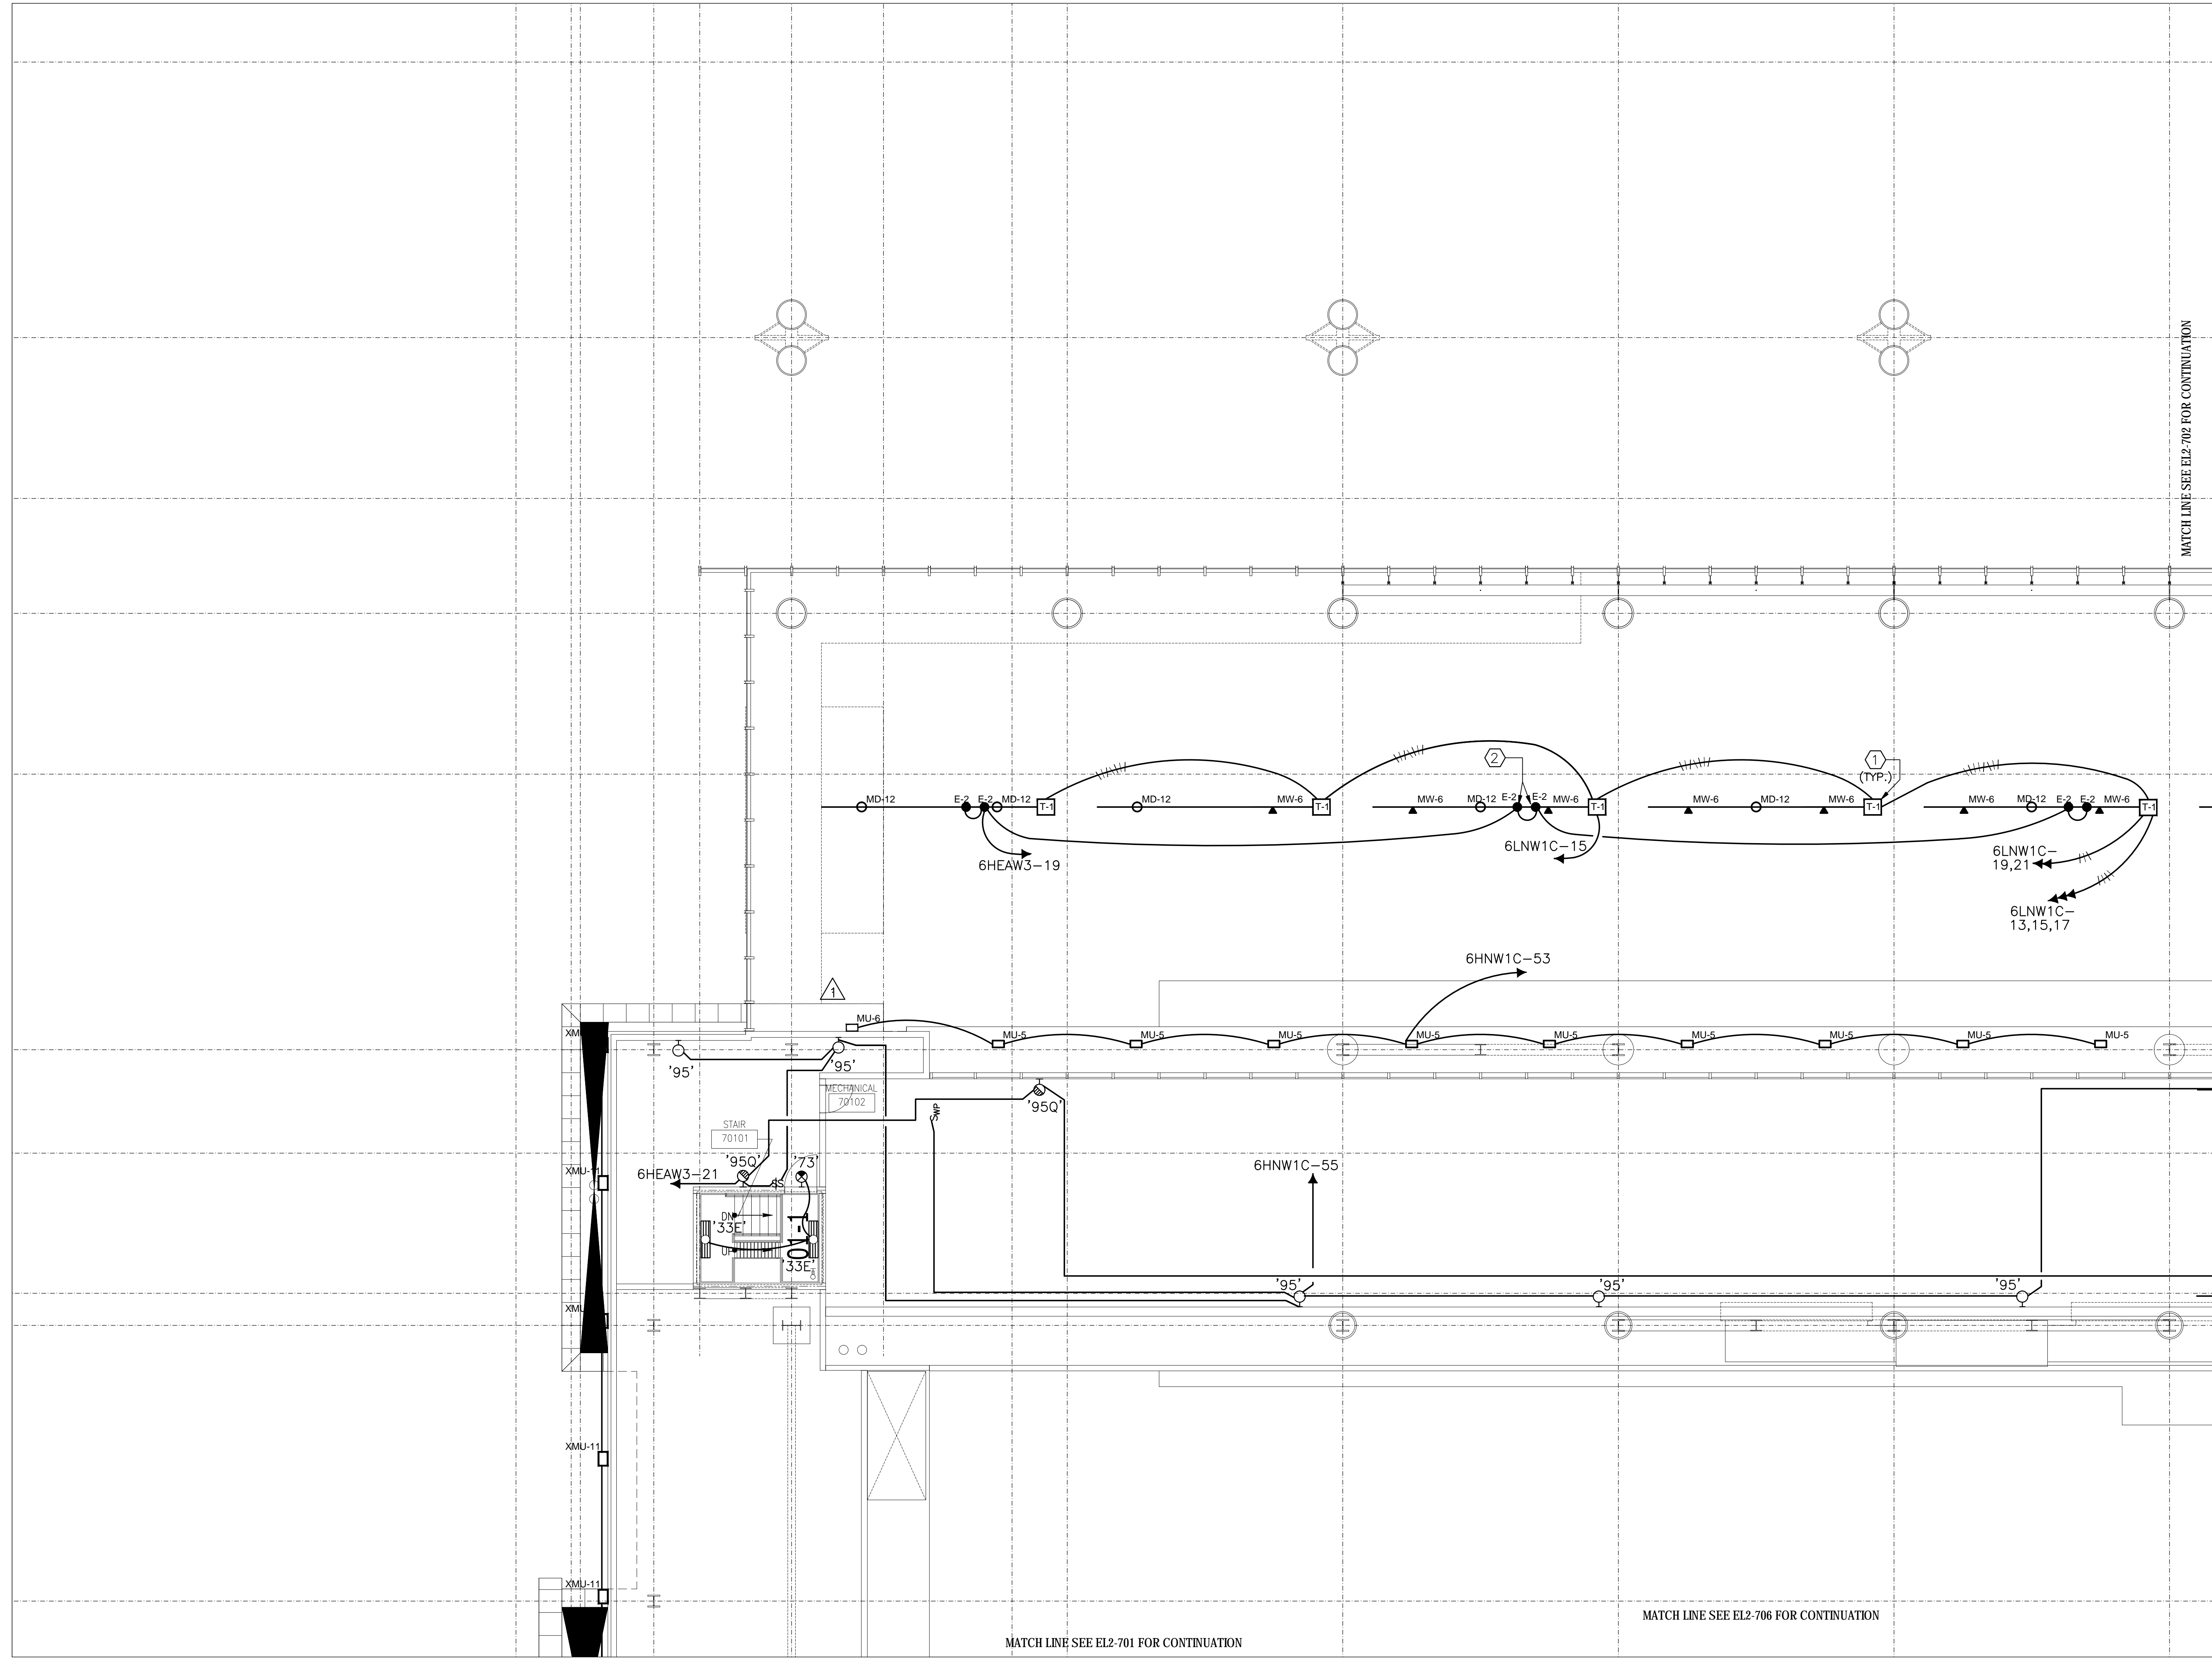 MATCH LINE SEE EL2-702 FOR CONTINUATION
MD-12
E-2
E-2
MD-12
T-1
MD-12
MW-6
T-1
MW-6
MD-12
E-2
E-2
MW-6
T-1
MW-6
MD-12
MW-6
T-1
MW-6
MD-12
E-2
E-2
MW-6
T-1
2
1
(TYP.)
6HEAW3-19
6LNW1C-15
6LNW1C-
19,21
6LNW1C-
13,15,17
6HNW1C-53
1
MU-6
MU-5
MU-5
MU-5
MU-5
MU-5
MU-5
MU-5
MU-5
MU-5
'95'
'95'
MECHANICAL
70102
'95Q'
SWP
STAIR
70101
'95Q'
'73'
6HEAW3-21
XMU-11
SS
6HNW1C-55
DN
'33E'
UP
01-1
'33E'
'95'
'95'
'95'
XMU-11
XMU-11
MATCH LINE SEE EL2-706 FOR CONTINUATION
MATCH LINE SEE EL2-701 FOR CONTINUATION